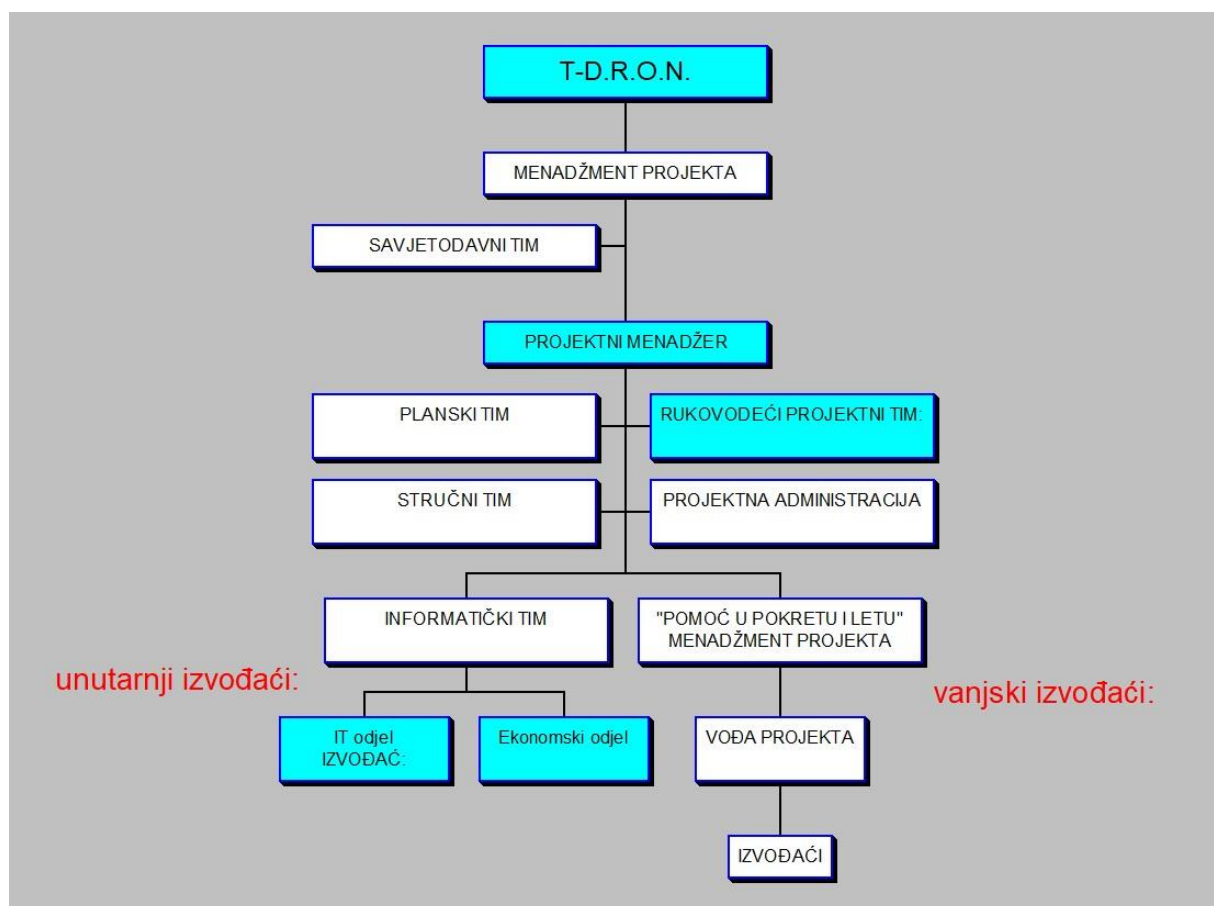 T-D.R.O.N.
MENADŽMENT PROJEKTA
SAVJETODAVNI TIM
PROJEKTNI MENADŽER
PLANSKI TIM
RUKOVODEĆI PROJEKTNI TIM:
STRUČNI TIM
PROJEKTNA ADMINISTRACIJA
INFORMATIČKI TIM
"POMOĆ U POKRETU I LETU"
MENADŽMENT PROJEKTA
unutarnji izvođaći:
vanjski izvođaći:
IT odjel
IZVOĐAĆ:
Ekonomski odjel
VOĐA PROJEKTA
IZVOĐAĆI